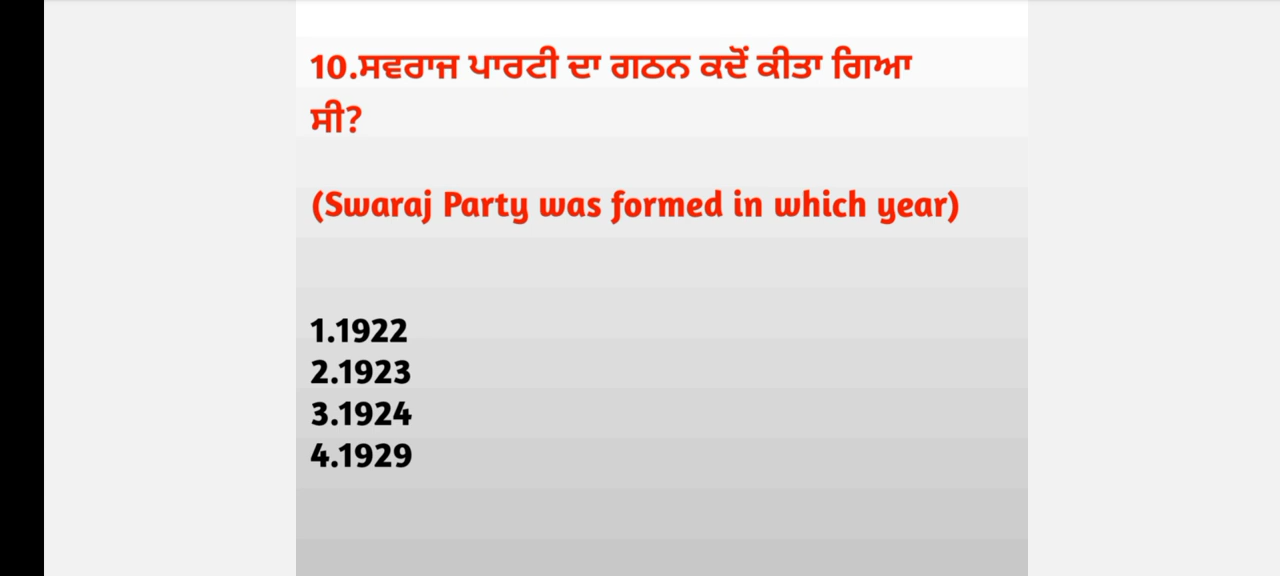 10.ਸਵਰਾਜ ਪਾਰਟੀ ਦਾ ਗਠਨ ਕਦੋਂ ਕੀਤਾ ਗਿਆ
ਸੀ?
(Swaraj Party was formed in which year)
1.1922
2.1923
3.1924
4.1929